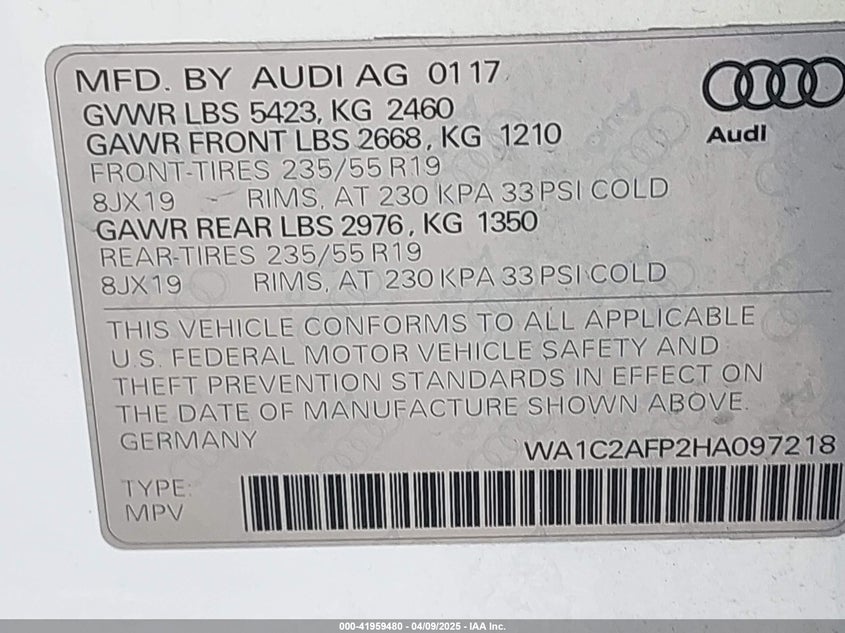 MFD. BY AUDI AG 01 17
GVWR LBS 5423, KG 2460
GAWR FRONT LBS 2668, KG 1210
FRONT-TIRES 235/55 R19
8JX19 RIMS, AT 230 KPA 33 PSI COLD
GAWR REAR LBS 2976, KG 1350
REAR-TIRES 235/55 R19
8JX19 RIMS, AT 230 KPA 33 PSI COLD
Audi
THIS VEHICLE CONFORMS TO ALL APPLICABLE
U.S. FEDERAL MOTOR VEHICLE SAFETY AND
THEFT PREVENTION STANDARDS IN EFFECT ON
THE DATE OF MANUFACTURE SHOWN ABOVE.
GERMANY WA1C2AFP2HA097218
TYPE:
MPV
000-41959480 - 04/09/2025 - IAA Inc.